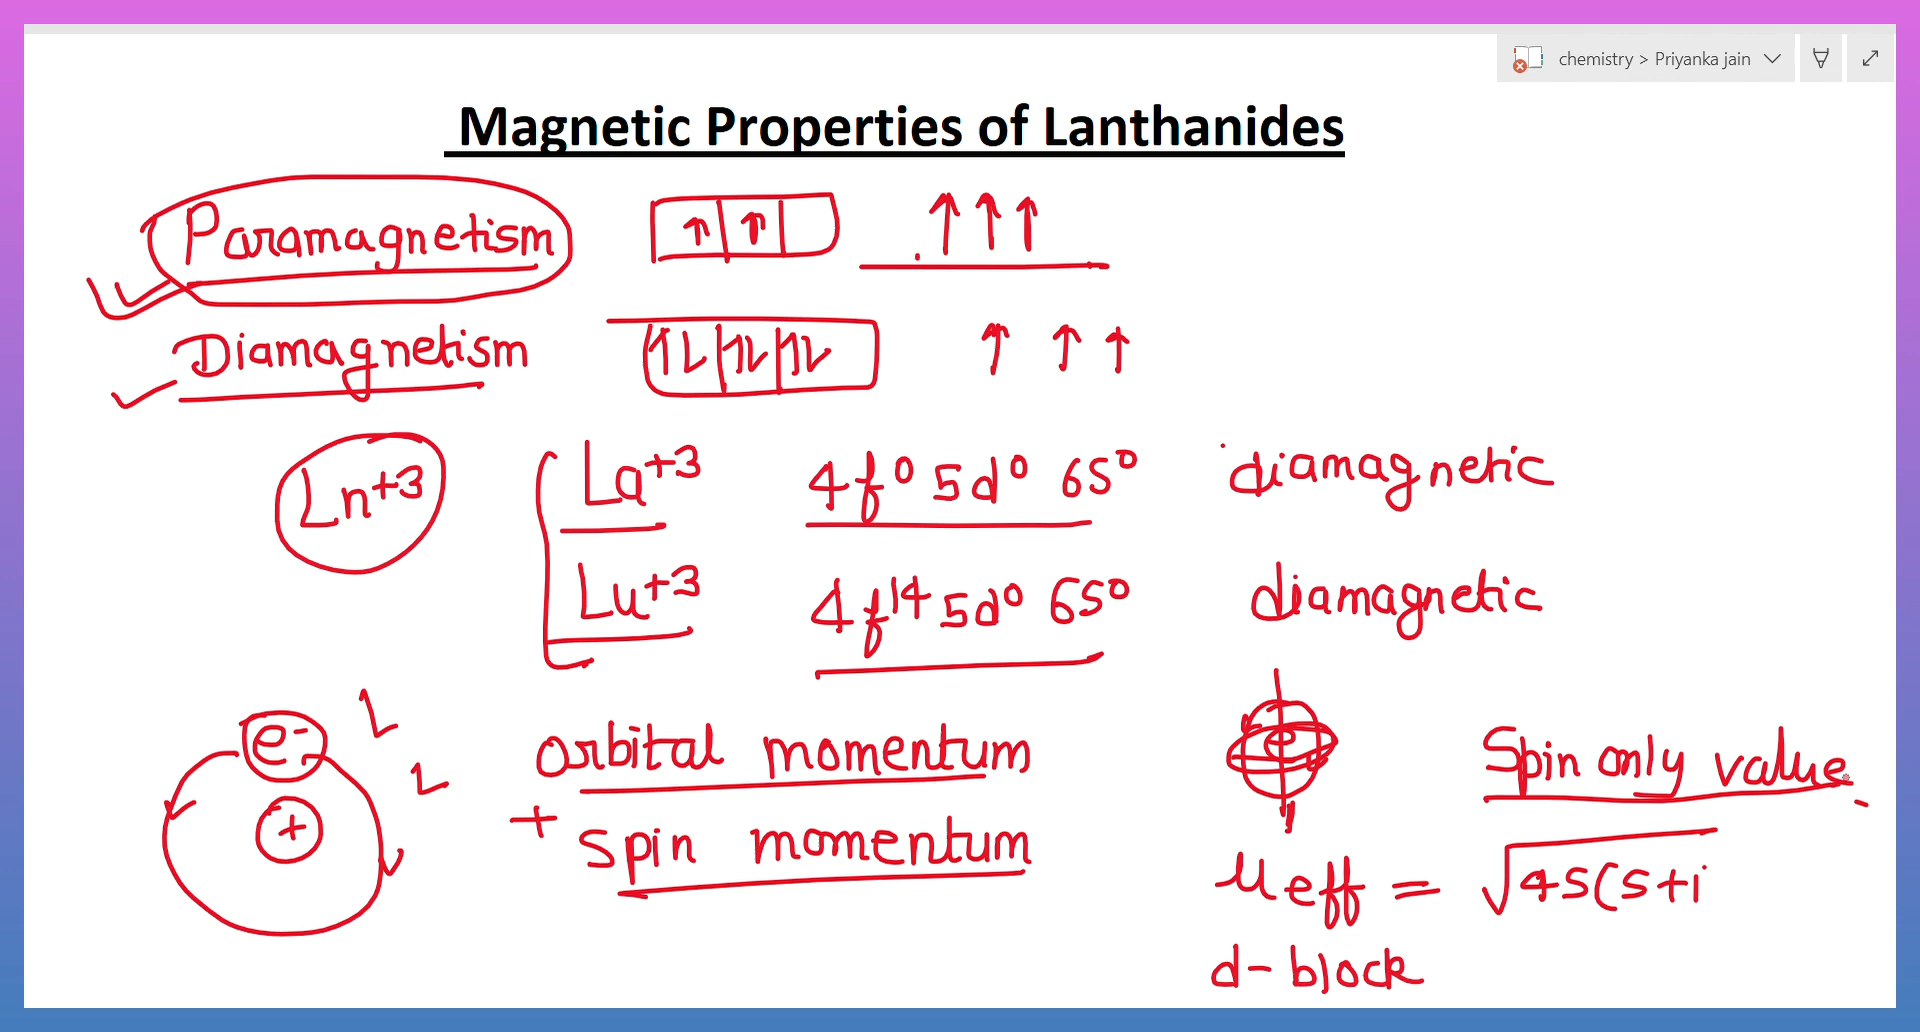 chemistry > Priyanka jain
Magnetic Properties of Lanthanides
Paramagnetism
Diamagnetism
Ln+3
La+3 4f0 5d0 6s0 diamagnetic
Lu+3 4f14 5d0 6s0 diamagnetic
e- L
L
+
orbital momentum
+ spin momentum
Spin only value
μeff = √4s(s+1
d-block